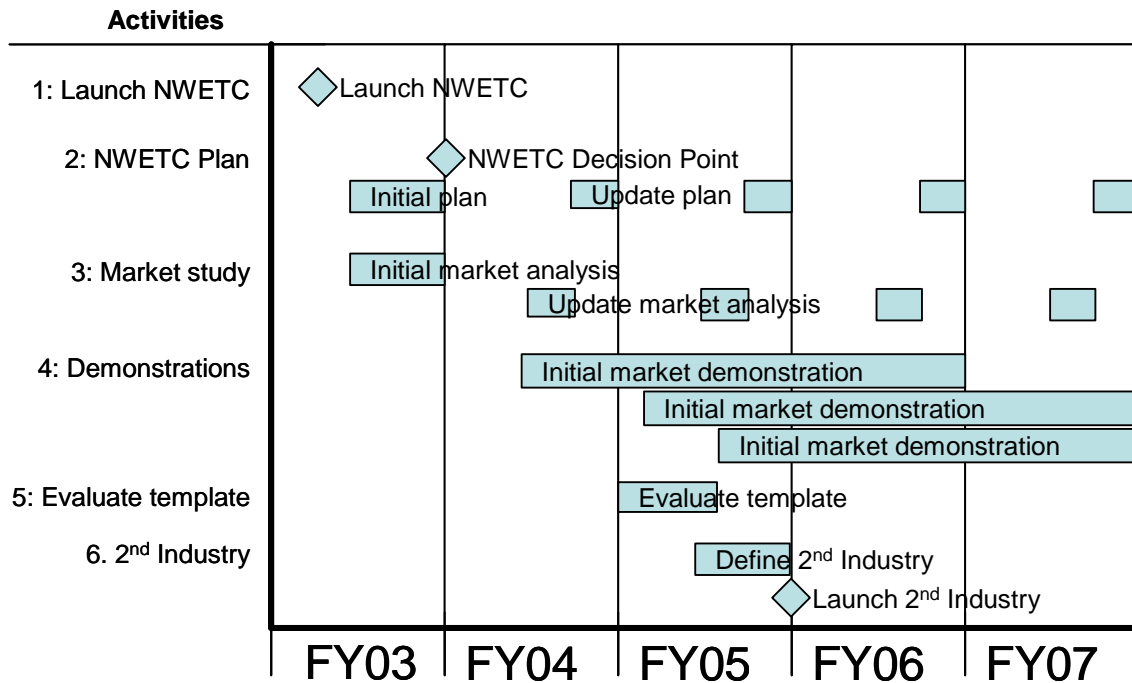 Activities
1: Launch NWETC
Launch NWETC
2: NWETC Plan
NWETC Decision Point
Initial plan
Update plan
3: Market study
Initial market analysis
Update market analysis
4: Demonstrations
Initial market demonstration
Initial market demonstration
Initial market demonstration
5: Evaluate template
Evaluate template
6. 2nd Industry
Define 2nd Industry
Launch 2nd Industry
FY03 FY04 FY05 FY06 FY07